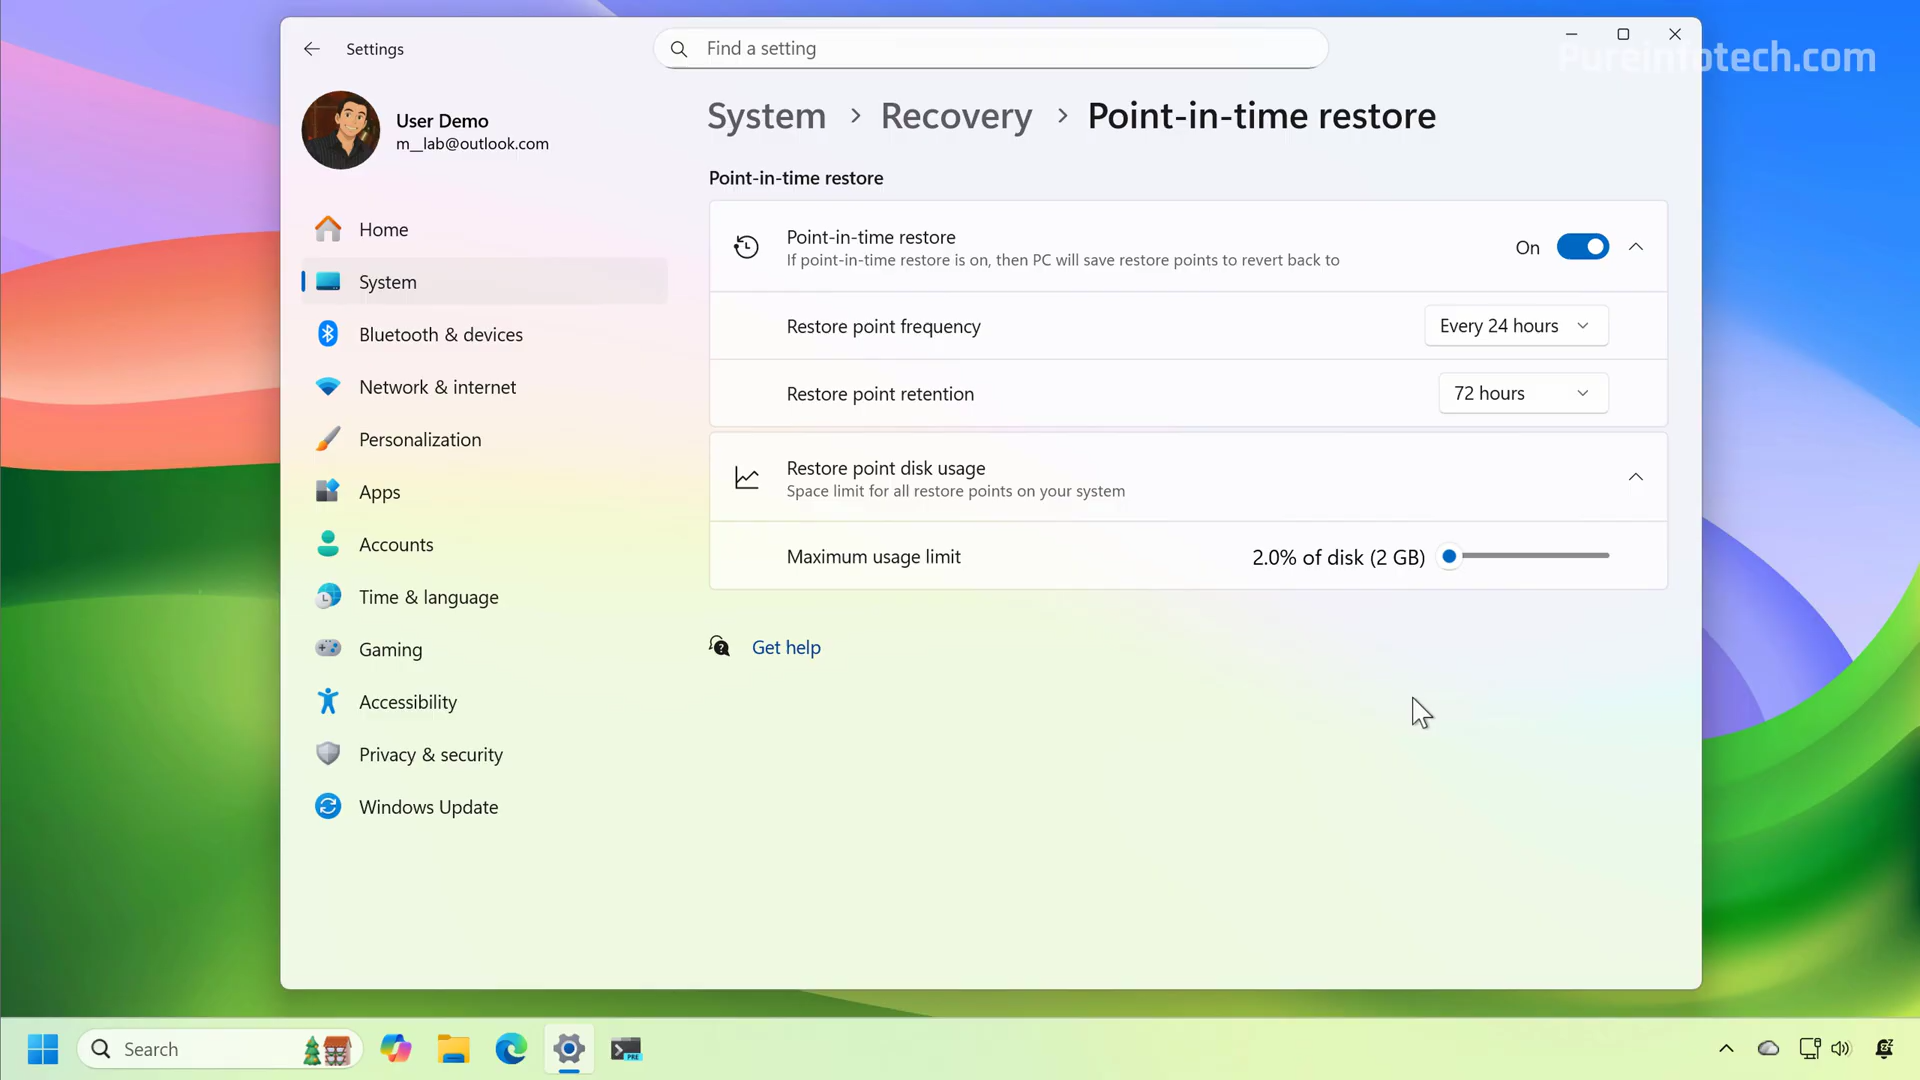 Settings
Find a setting
Pureinfotech.com
User Demo
m__lab@outlook.com
Home
System
Bluetooth & devices
Network & internet
Personalization
Apps
Accounts
Time & language
Gaming
Accessibility
Privacy & security
Windows Update
System > Recovery > Point-in-time restore
Point-in-time restore
Point-in-time restore
If point-in-time restore is on, then PC will save restore points to revert back to
On
Restore point frequency
Every 24 hours
Restore point retention
72 hours
Restore point disk usage
Space limit for all restore points on your system
Maximum usage limit
2.0% of disk (2 GB)
Get help
Search
PRE